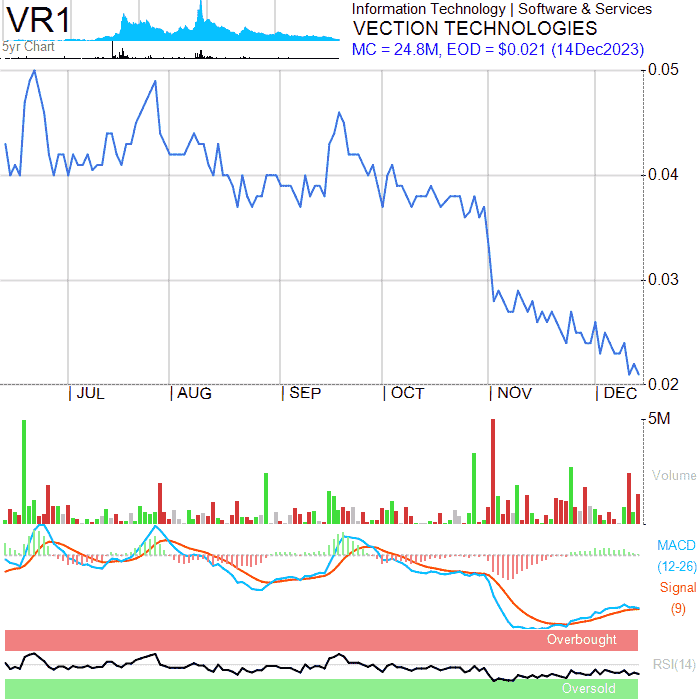 VR1
5yr Chart
Information Technology | Software & Services
VECTION TECHNOLOGIES
MC = 24.8M, EOD = $0.021 (14Dec2023)
0.05
0.04
0.03
0.02
JUL
AUG
SEP
OCT
NOV
DEC
5M
Volume
MACD
(12-26)
Signal
(9)
Overbought
RSI(14)
Oversold